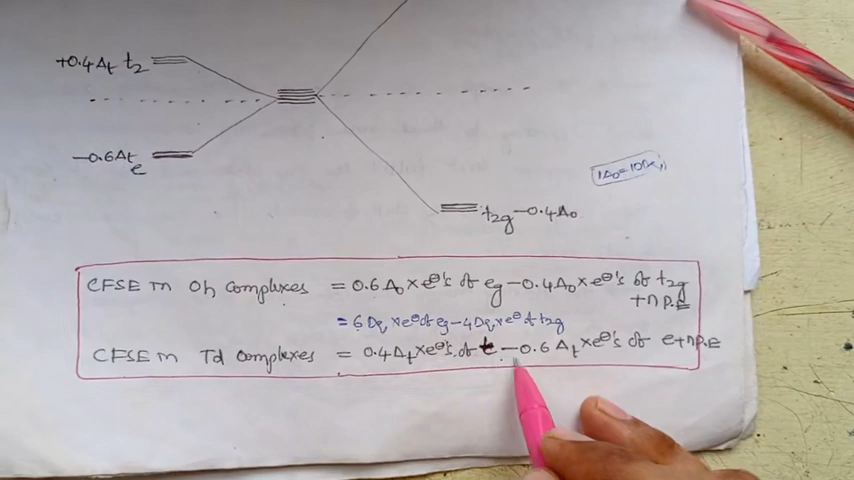 +0.4Δt t2
-0.6Δt e
1Δo=10Dq
t2g-0.4Δo
CFSE in Oh complexes = 0.6Δo×e⊖'s of eg-0.4Δo×e⊖'s of t2g
+n P.E
=6Dq×e⊖of eg-4Dq×e⊖of t2g
CFSE in Td complexes = 0.4Δt×e⊖'s.of t -0.6Δt×e⊖'s of e+nP.E